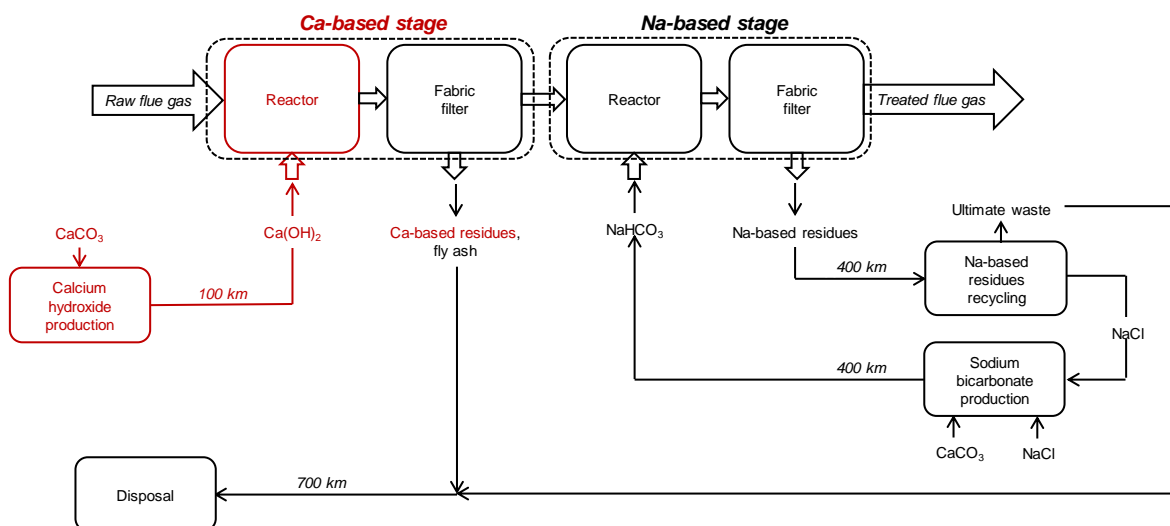 Ca-based stage
Na-based stage
Raw flue gas
Reactor
Fabric
filter
Reactor
Fabric
filter
Treated flue gas
CaCO₃
Ca(OH)₂
Ca-based residues,
fly ash
NaHCO₃
Na-based residues
Ultimate waste
Calcium
hydroxide
production
100 km
400 km
Na-based
residues
recycling
NaCl
400 km
Sodium
bicarbonate
production
CaCO₃
NaCl
Disposal
700 km